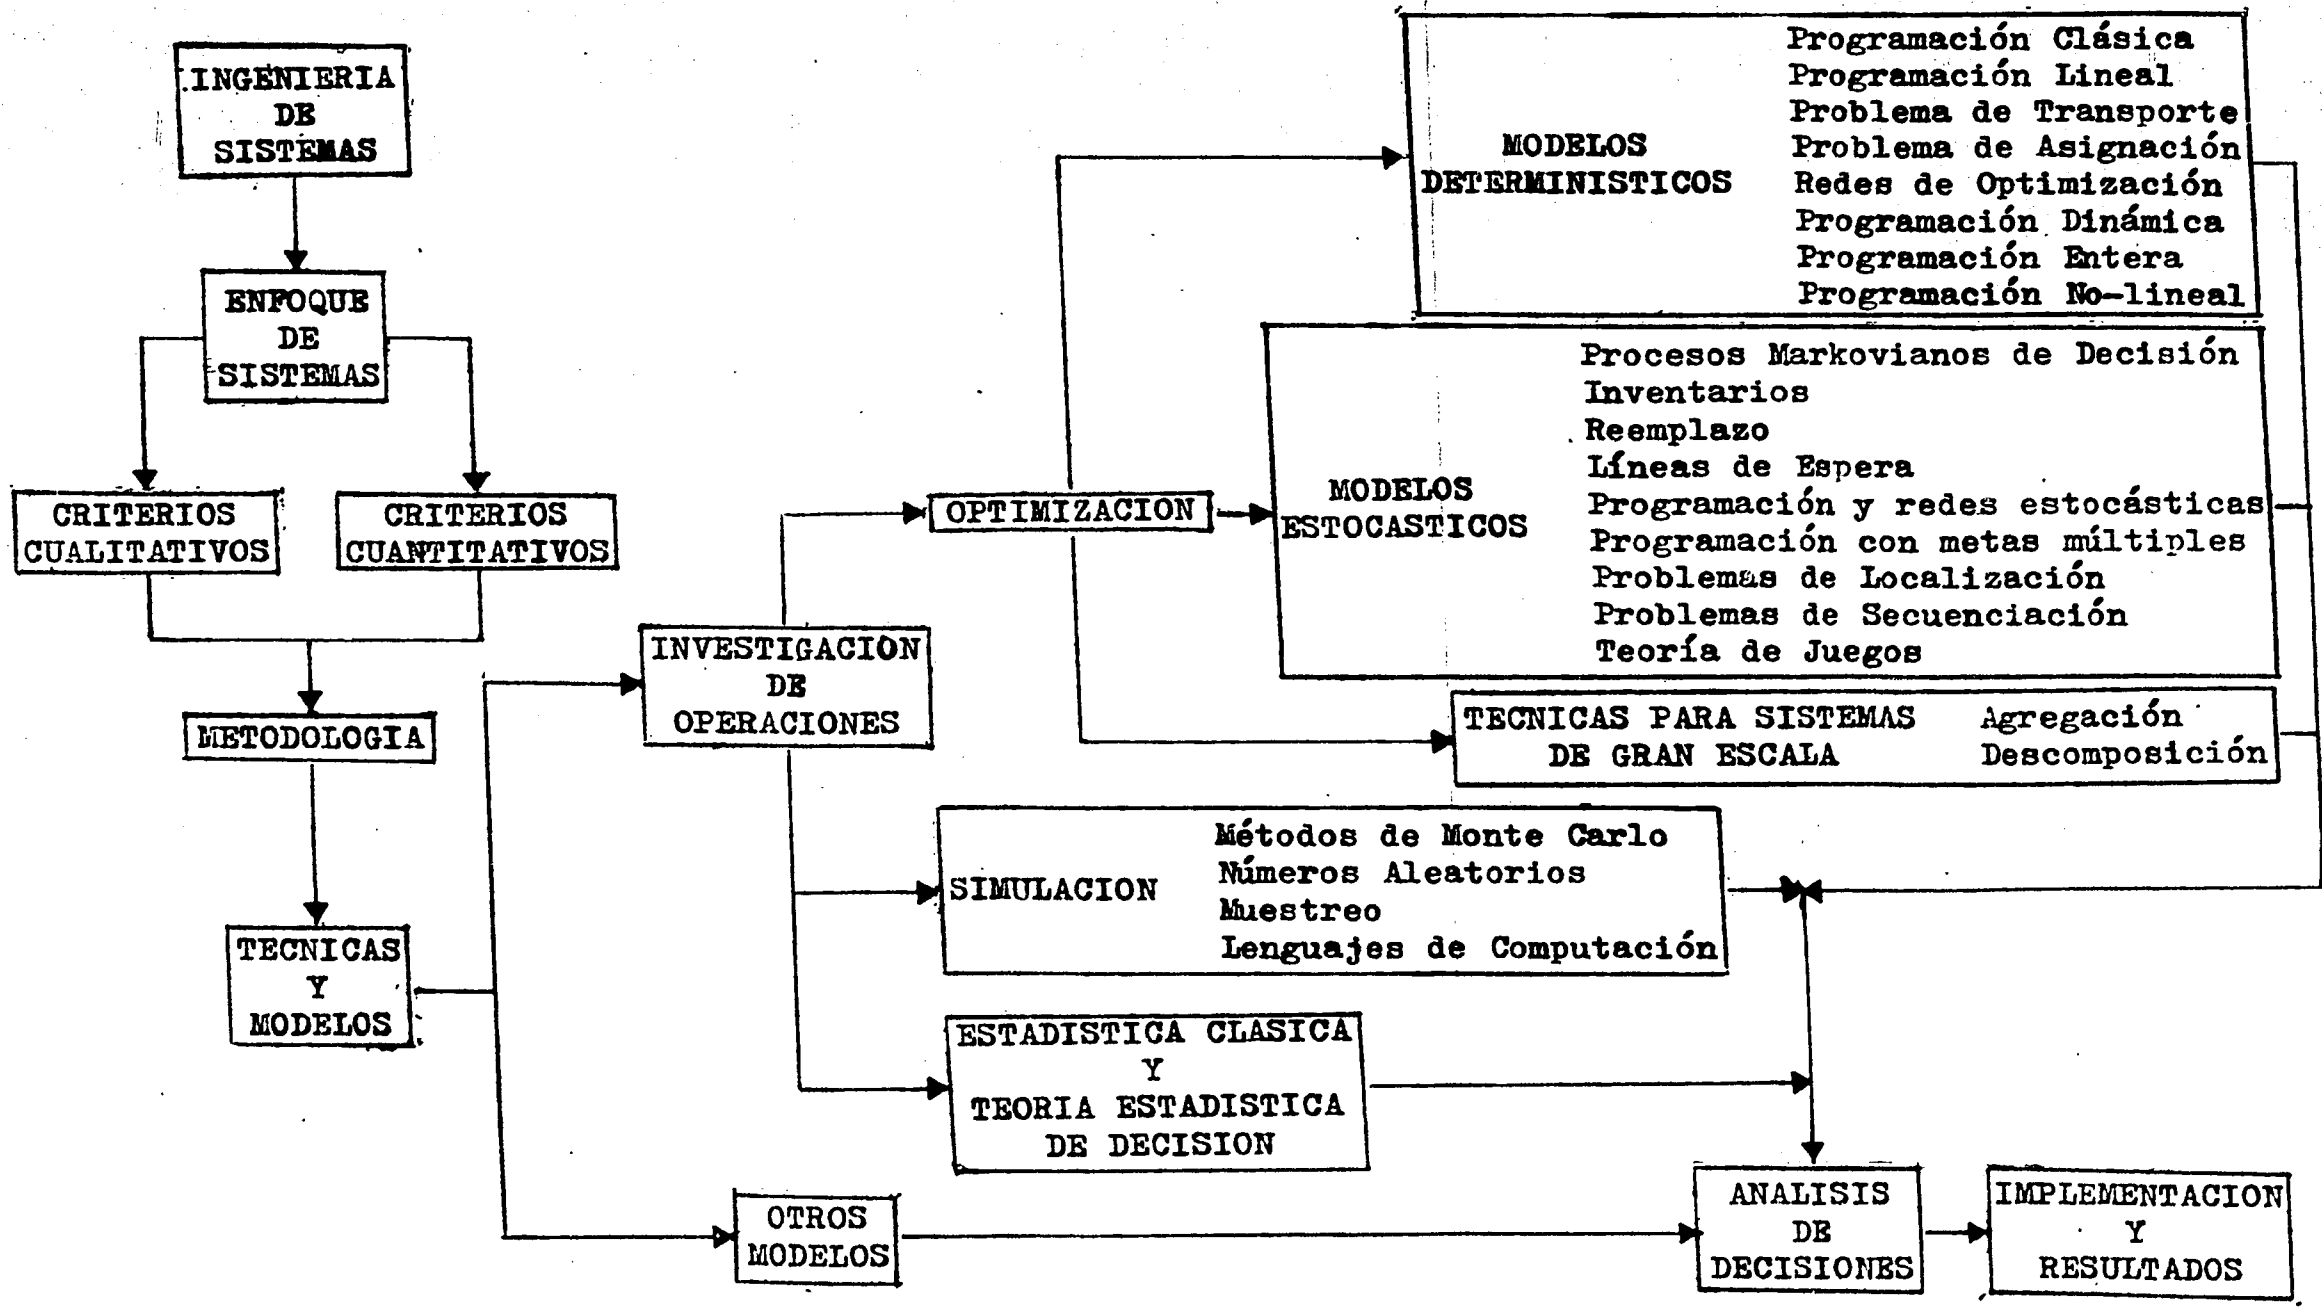 INGENIERIA
DE
SISTEMAS
ENFOQUE
DE
SISTEMAS
CRITERIOS
CUALITATIVOS
CRITERIOS
CUANTITATIVOS
METODOLOGIA
TECNICAS
Y
MODELOS
INVESTIGACION
DE
OPERACIONES
OTROS
MODELOS
OPTIMIZACION
MODELOS
DETERMINISTICOS
Programación Clásica
Programación Lineal
Problema de Transporte
Problema de Asignación
Redes de Optimización
Programación Dinámica
Programación Entera
Programación No-lineal
MODELOS
ESTOCASTICOS
Procesos Markovianos de Decisión
Inventarios
Reemplazo
Líneas de Espera
Programación y redes estocásticas
Programación con metas múltiples
Problemas de Localización
Problemas de Secuenciación
Teoría de Juegos
TECNICAS PARA SISTEMAS
DE GRAN ESCALA
Agregación
Descomposición
SIMULACION
Métodos de Monte Carlo
Números Aleatorios
Muestreo
Lenguajes de Computación
ESTADISTICA CLASICA
Y
TEORIA ESTADISTICA
DE DECISION
ANALISIS
DE
DECISIONES
IMPLEMENTACION
Y
RESULTADOS